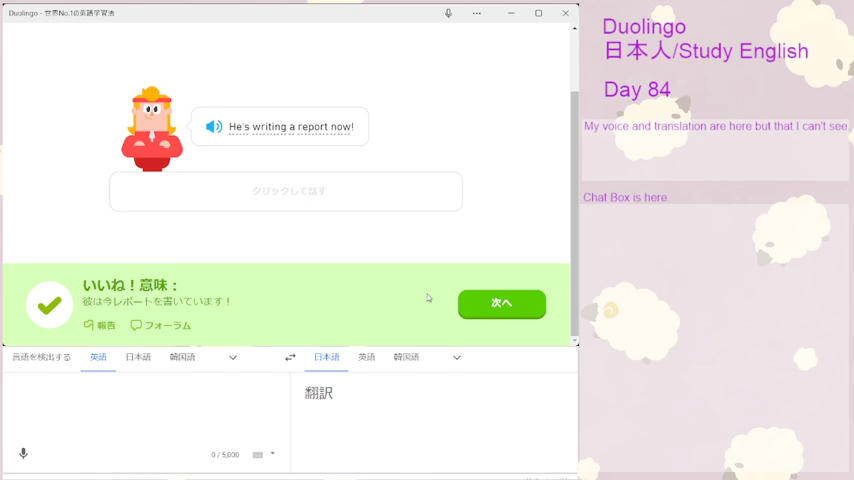 Duolingo - 世界No.1の英語学習法
He's writing a report now!
クリックして話す
いいね！意味：
彼は今レポートを書いています！
報告 フォーラム
次へ
言語を検出する 英語 日本語 韓国語
日本語 英語 韓国語
翻訳
0 / 5,000
Duolingo
日本人/Study English
Day 84
My voice and translation are here but that I can't see.
Chat Box is here.